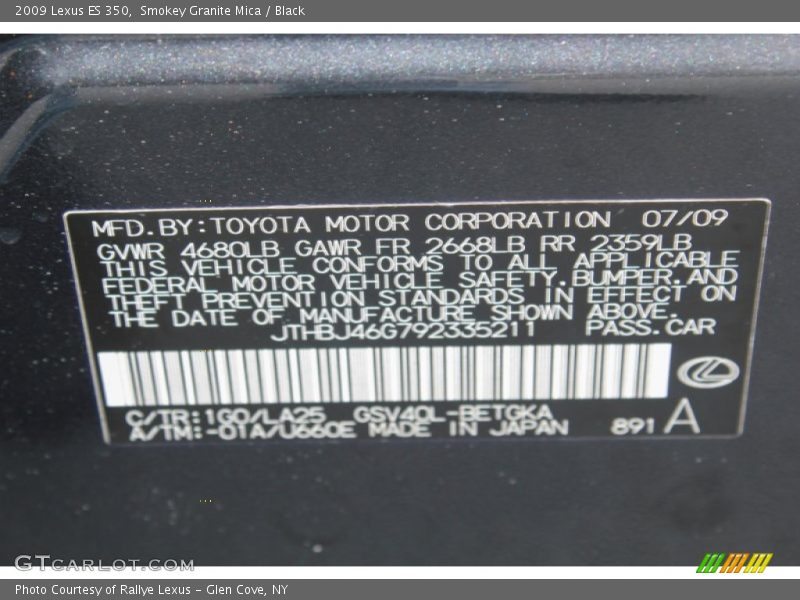 2009 Lexus ES 350, Smokey Granite Mica / Black
MFD.BY:TOYOTA MOTOR CORPORATION 07/09
GVWR 4680LB GAWR FR 2668LB RR 2359LB
THIS VEHICLE CONFORMS TO ALL APPLICABLE
FEDERAL MOTOR VEHICLE SAFETY,BUMPER,AND
THEFT PREVENTION STANDARDS IN EFFECT ON
THE DATE OF MANUFACTURE SHOWN ABOVE.
JTHBJ46G792335211 PASS.CAR
C/TR:1G0/LA25 GSV40L-BETGKA
A/TM:-01A/U660E MADE IN JAPAN 891 A
GTCARLOT.COM
Photo Courtesy of Rallye Lexus - Glen Cove, NY